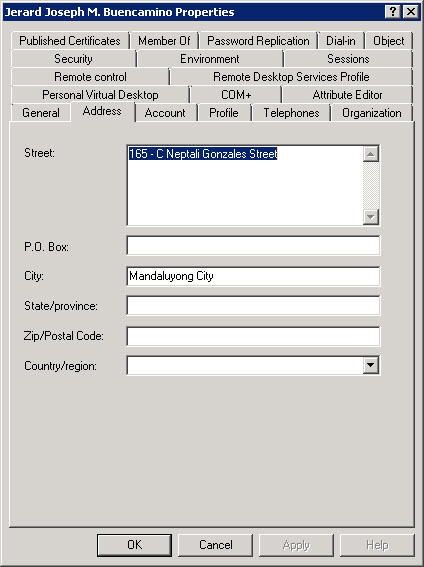 Jerard Joseph M. Buencamino Properties
Published Certificates Member Of Password Replication Dial-in Object
Security Environment Sessions
Remote control Remote Desktop Services Profile
Personal Virtual Desktop COM+ Attribute Editor
General Address Account Profile Telephones Organization
Street: 165 - C Neptali Gonzales Street
P.O. Box:
City: Mandaluyong City
State/province:
Zip/Postal Code:
Country/region:
OK Cancel Apply Help